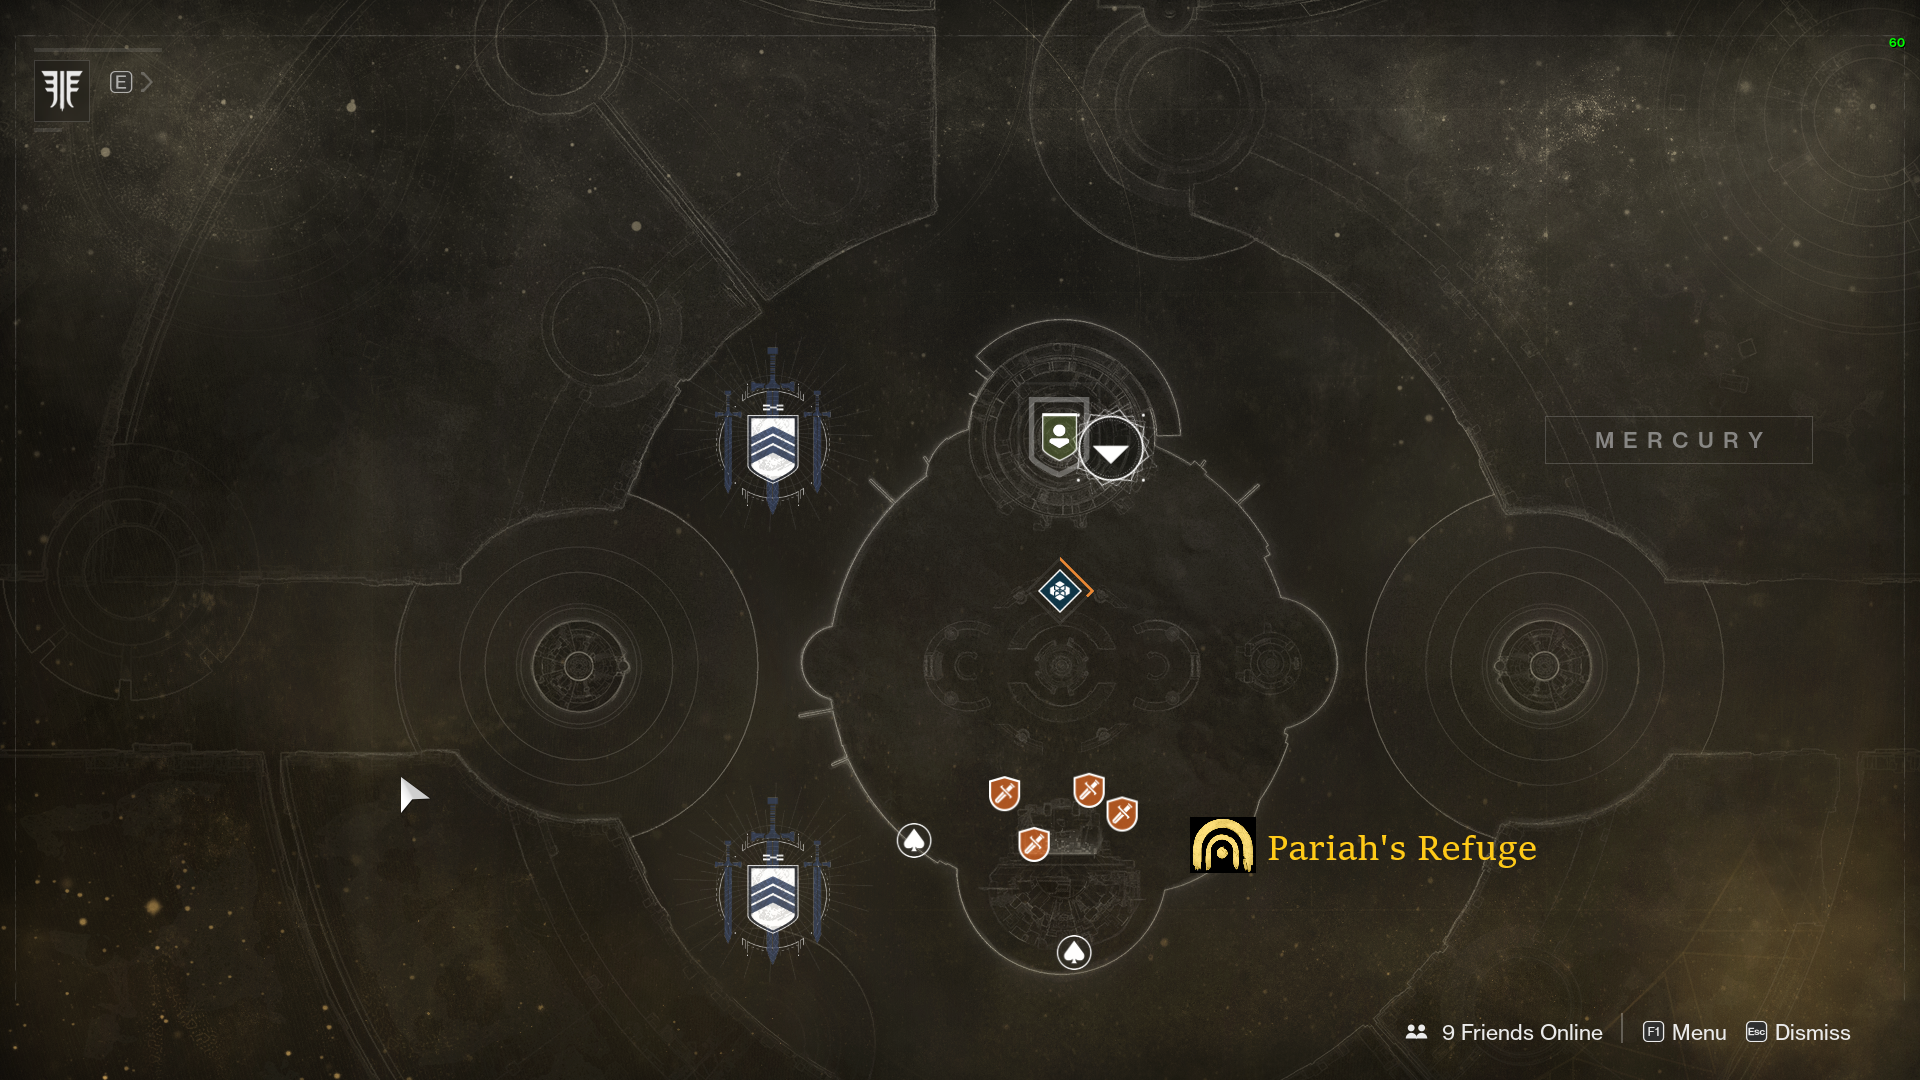 60
E
MERCURY
Pariah's Refuge
9 Friends Online
F1 Menu
Esc Dismiss